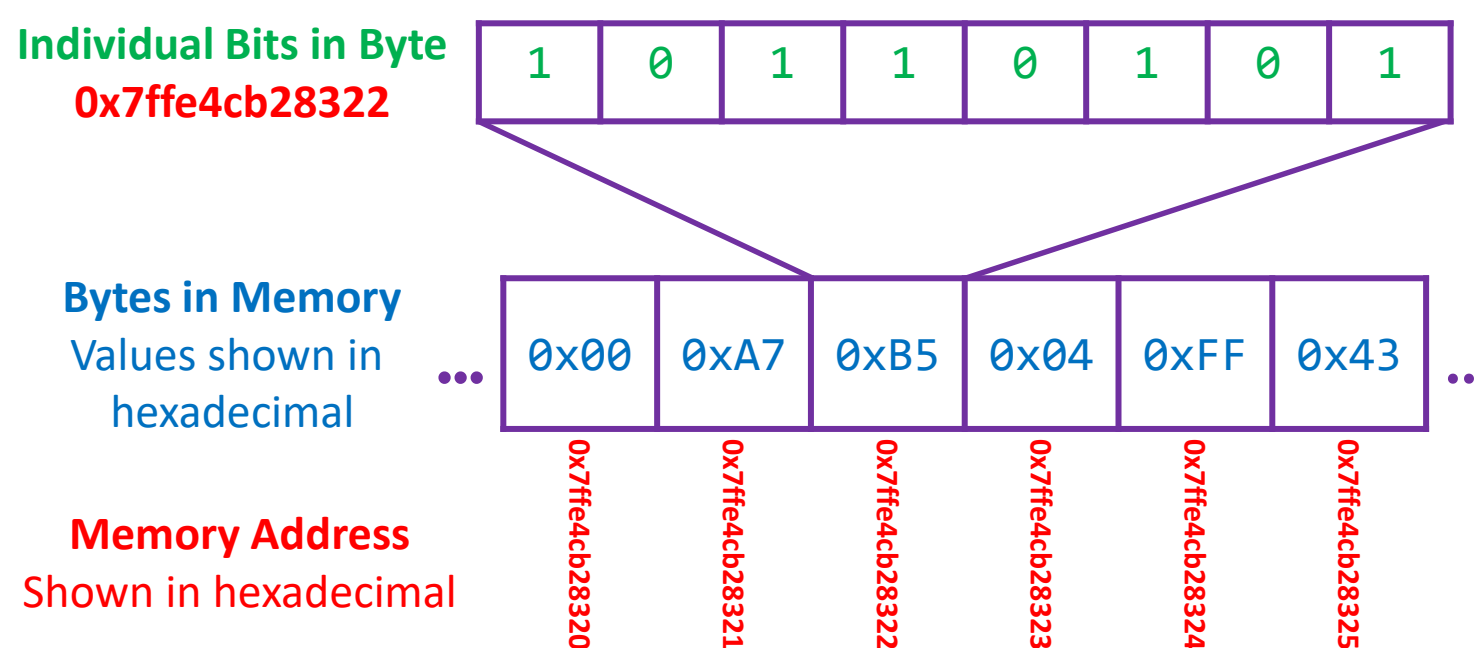 Individual Bits in Byte
0x7ffe4cb28322
1 0 1 1 0 1 0 1
Bytes in Memory
Values shown in
hexadecimal
... 0x00 0xA7 0xB5 0x04 0xFF 0x43 ..
Memory Address
Shown in hexadecimal
0x7ffe4cb28320
0x7ffe4cb28321
0x7ffe4cb28322
0x7ffe4cb28323
0x7ffe4cb28324
0x7ffe4cb28325